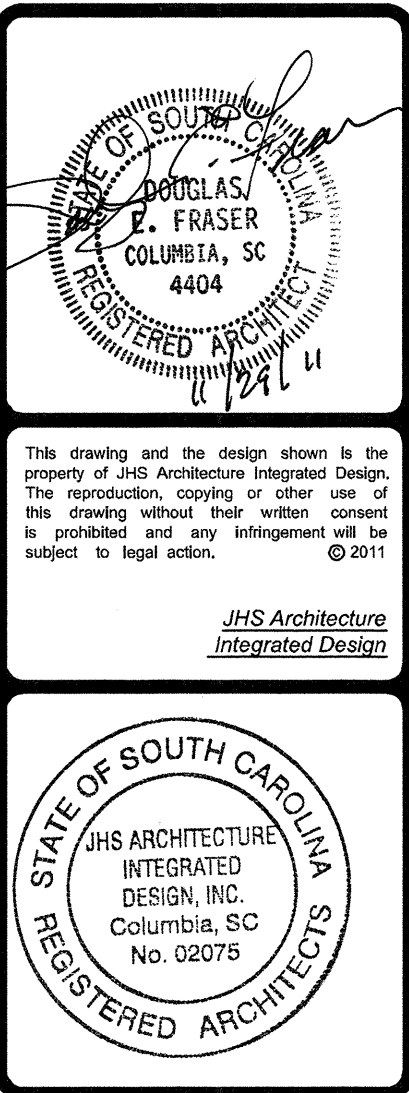 STATE OF SOUTH CAROLINA
DOUGLAS
E. FRASER
COLUMBIA, SC
4404
REGISTERED ARCHITECT
11/29/11
This drawing and the design shown is the
property of JHS Architecture Integrated Design.
The reproduction, copying or other use of
this drawing without their written consent
is prohibited and any infringement will be
subject to legal action. © 2011
JHS Architecture
Integrated Design
STATE OF SOUTH CAROLINA
JHS ARCHITECTURE
INTEGRATED
DESIGN, INC.
Columbia, SC
No. 02075
REGISTERED ARCHITECTS